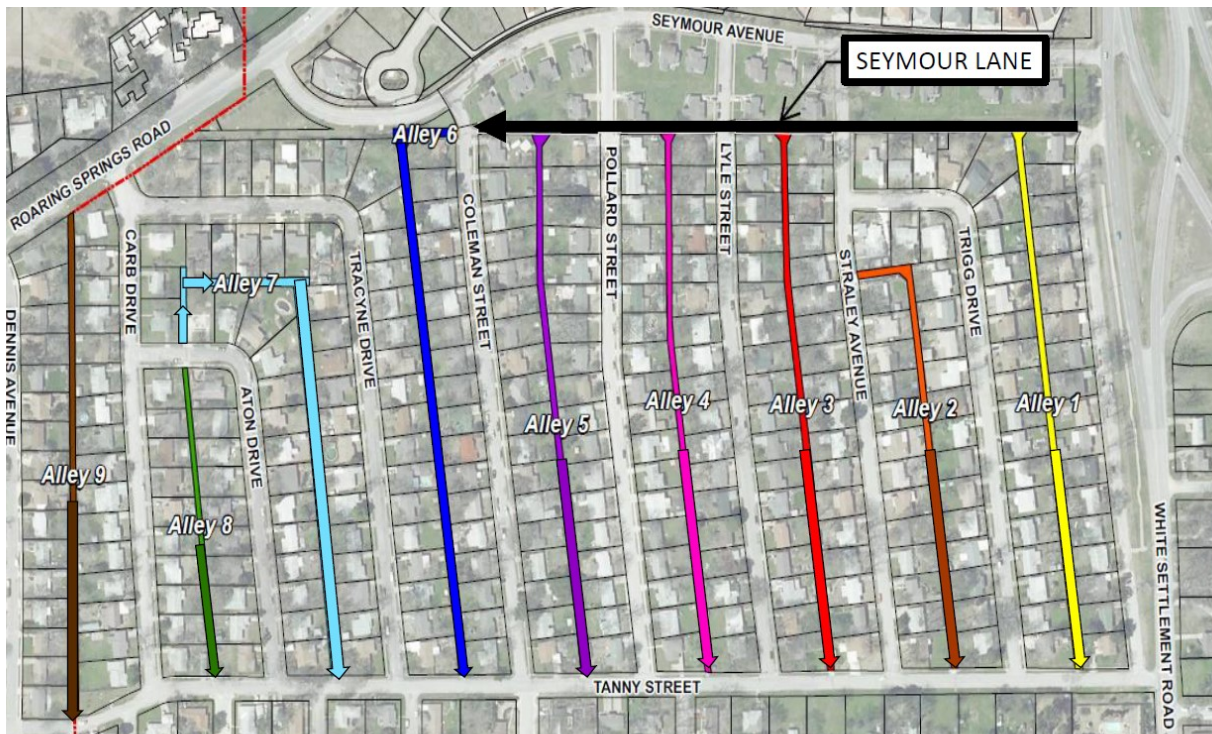 SEYMOUR AVENUE
SEYMOUR LANE
ROARING SPRINGS ROAD
Alley 6
POLLARD STREET
LYLE STREET
COLEMAN STREET
CARB DRIVE
TRACYNE DRIVE
STRALEY AVENUE
TRIGG DRIVE
Alley 7
DENNIS AVENUE
ATON DRIVE
Alley 5
Alley 4
Alley 3
Alley 2
Alley 1
Alley 9
Alley 8
WHITE SETTLEMENT ROAD
TANNY STREET